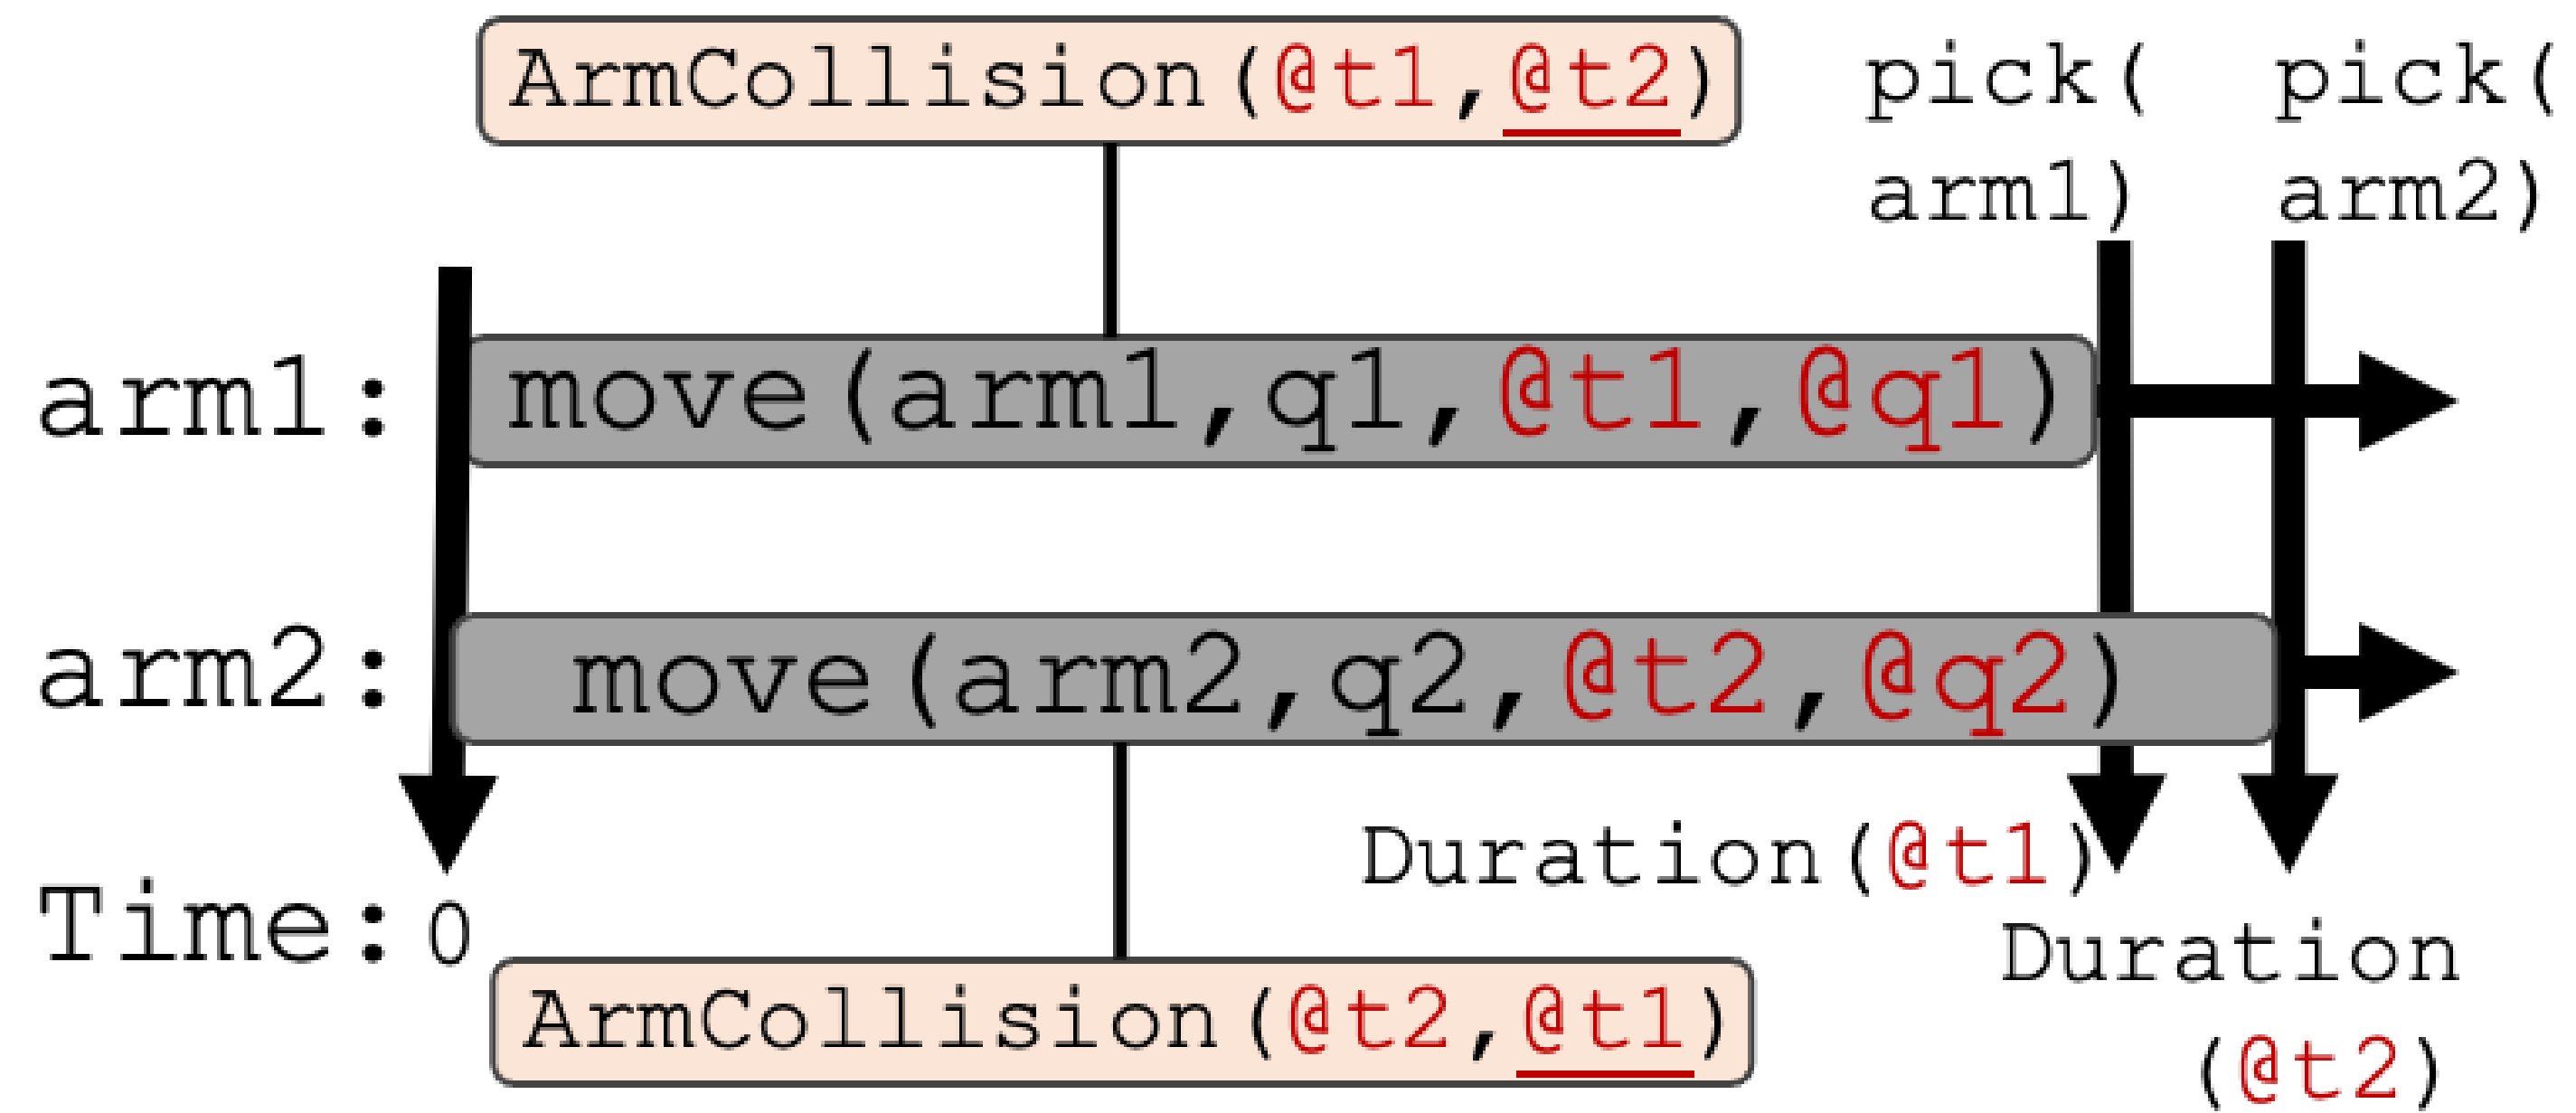 ArmCollision(@t1,@t2)
pick(
arm1)
pick(
arm2)
arm1:
move(arm1,q1,@t1,@q1)
arm2:
move(arm2,q2,@t2,@q2)
Duration(@t1)
Time:0
Duration
(@t2)
ArmCollision(@t2,@t1)